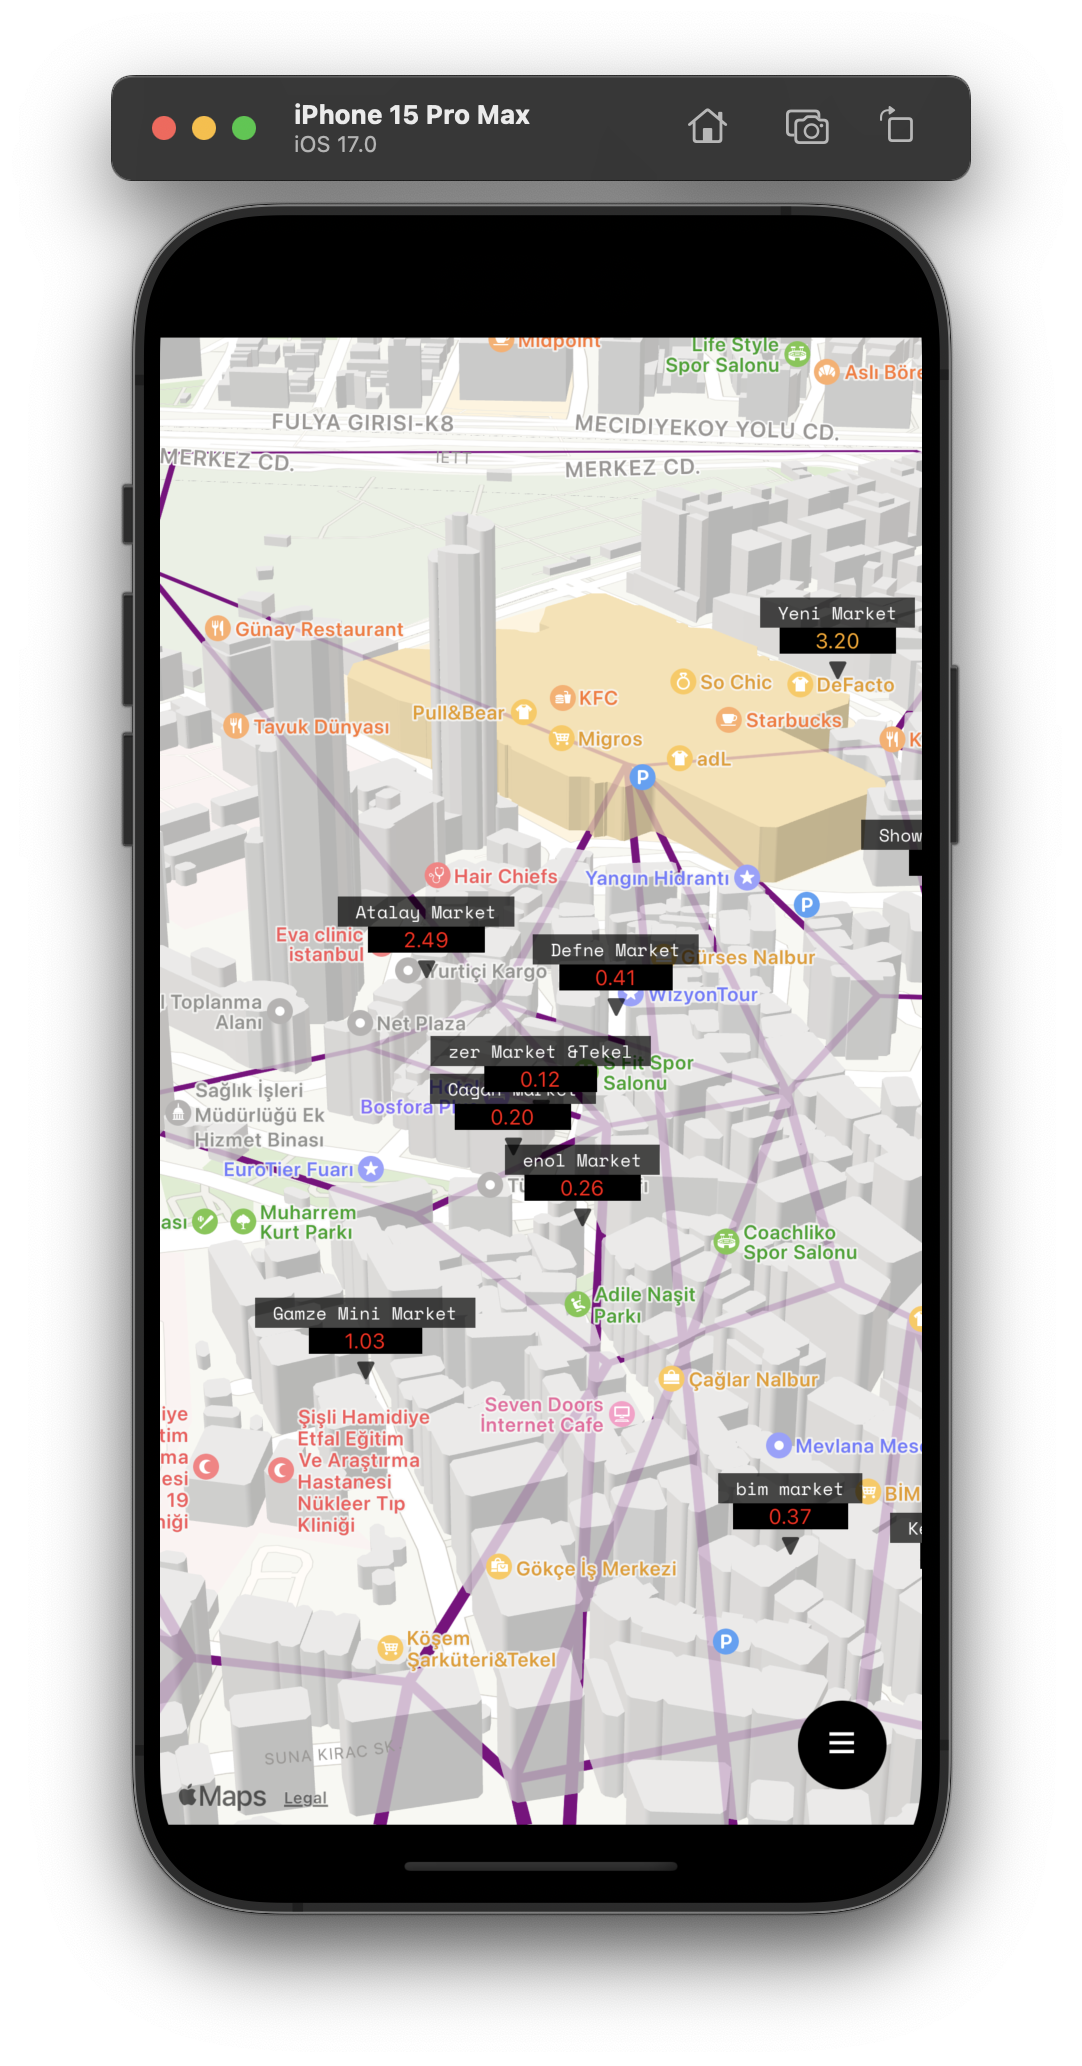 iPhone 15 Pro Max
iOS 17.0
Midpoint
Life Style
Spor Salonu
Aslı Böre
FULYA GIRISI-K8
MECIDIYEKOY YOLU CD.
MERKEZ CD.
IETT
MERKEZ CD.
Yeni Market
3.20
Günay Restaurant
So Chic
DeFacto
KFC
Pull&Bear
Starbucks
Tavuk Dünyası
Migros
K
adL
Show
Hair Chiefs
Yangın Hidrantı
Atalay Market
2.49
Eva clinic
istanbul
Defne Market
0.41
Gürses Nalbur
Yurtiçi Kargo
WizyonTour
l Toplanma
Alanı
Net Plaza
zer Market &Tekel
0.12
S Fit Spor
Salonu
Cagan Market
0.20
Bosfora
Sağlık İşleri
Müdürlüğü Ek
Hizmet Binası
enol Market
0.26
EuroTier Fuarı
ası
Muharrem
Kurt Parkı
Coachliko
Spor Salonu
Adile Naşit
Parkı
Gamze Mini Market
1.03
Çağlar Nalbur
Seven Doors
İnternet Cafe
iye
tim
ma
esi
19
niği
Şişli Hamidiye
Etfal Eğitim
Ve Araştırma
Hastanesi
Nükleer Tıp
Kliniği
Mevlana Mes
bim market
0.37
BİM
Ke
Gökçe İş Merkezi
Köşem
Şarküteri&Tekel
SUNA KIRAC SK
Maps
Legal